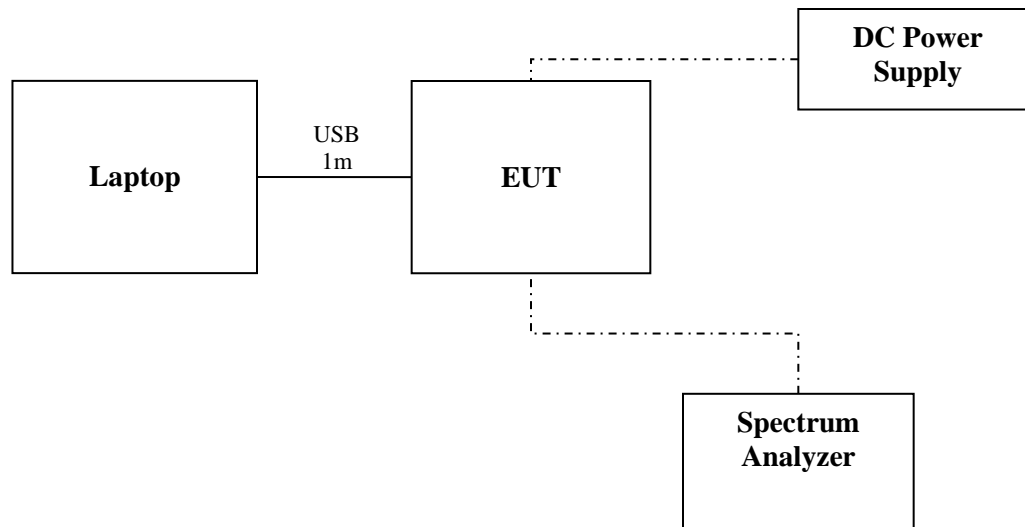 DC Power
Supply
USB
1m
Laptop
EUT
Spectrum
Analyzer